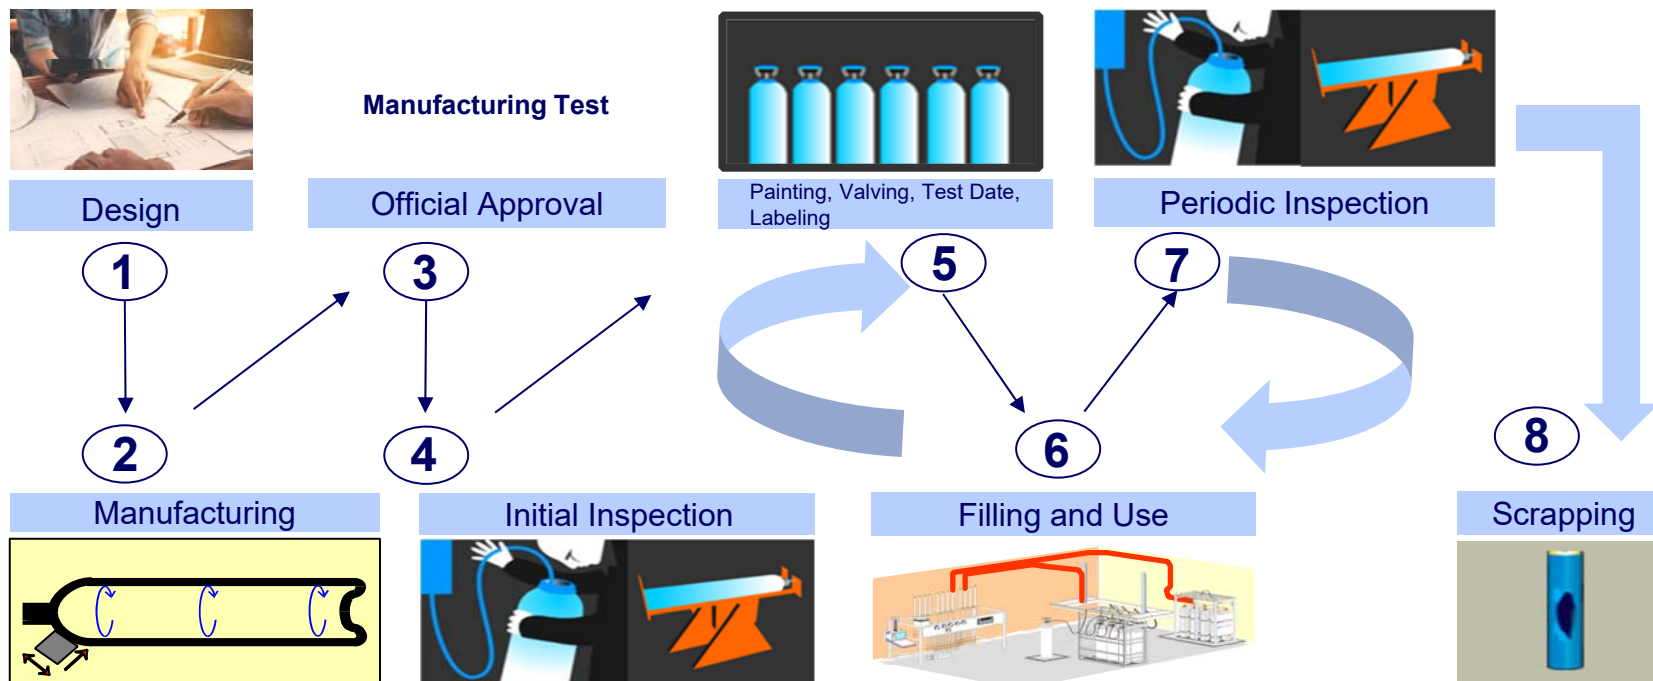 Manufacturing Test
Design
Official Approval
Painting, Valving, Test Date,
Labeling
Periodic Inspection
1
3
5
7
2
4
6
8
Manufacturing
Initial Inspection
Filling and Use
Scrapping